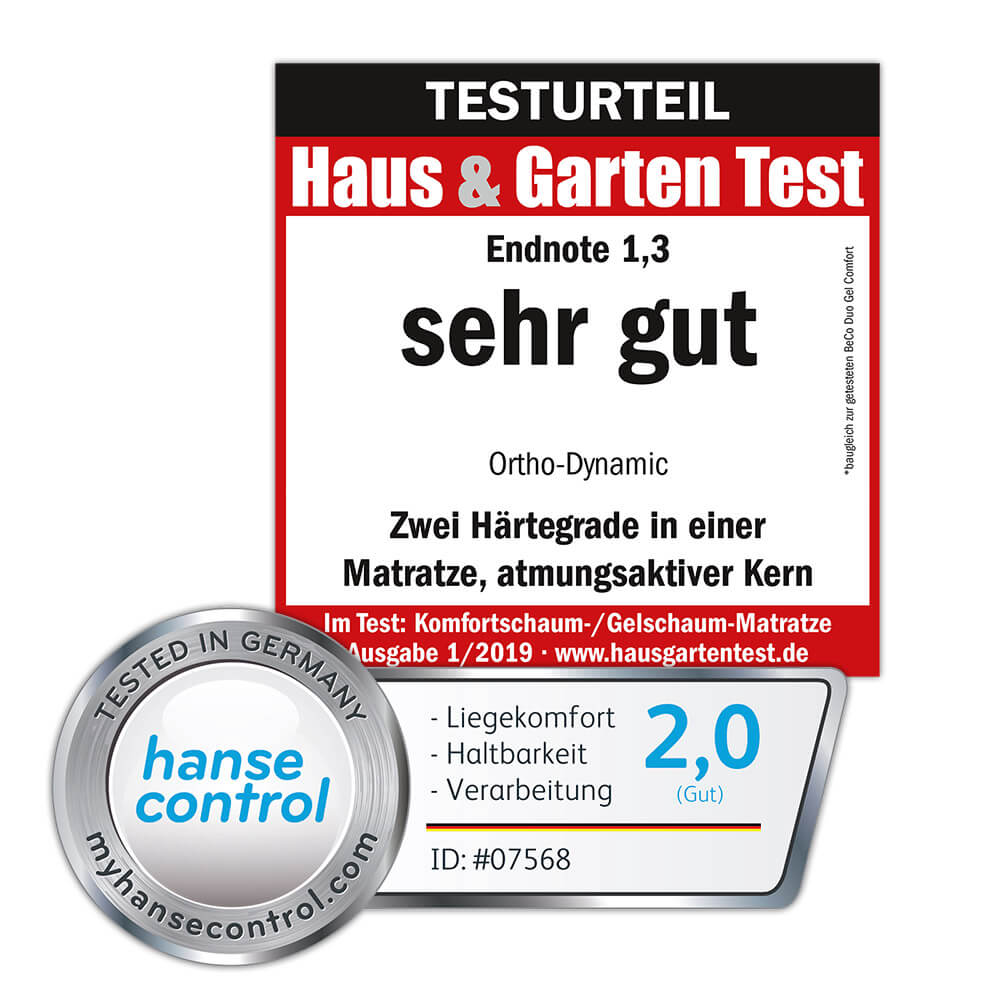 TESTURTEIL
Haus & Garten Test
Endnote 1,3
sehr gut
Ortho-Dynamic
Zwei Härtegrade in einer
Matratze, atmungsaktiver Kern
*baugleich zur getesteten BeCo Duo Gel Comfort
Im Test: Komfortschaum-/Gelschaum-Matratze
Ausgabe 1/2019 · www.hausgartentest.de
TESTED IN GERMANY
hanse
control
myhansecontrol.com
- Liegekomfort
- Haltbarkeit
- Verarbeitung
2,0
(Gut)
ID: #07568